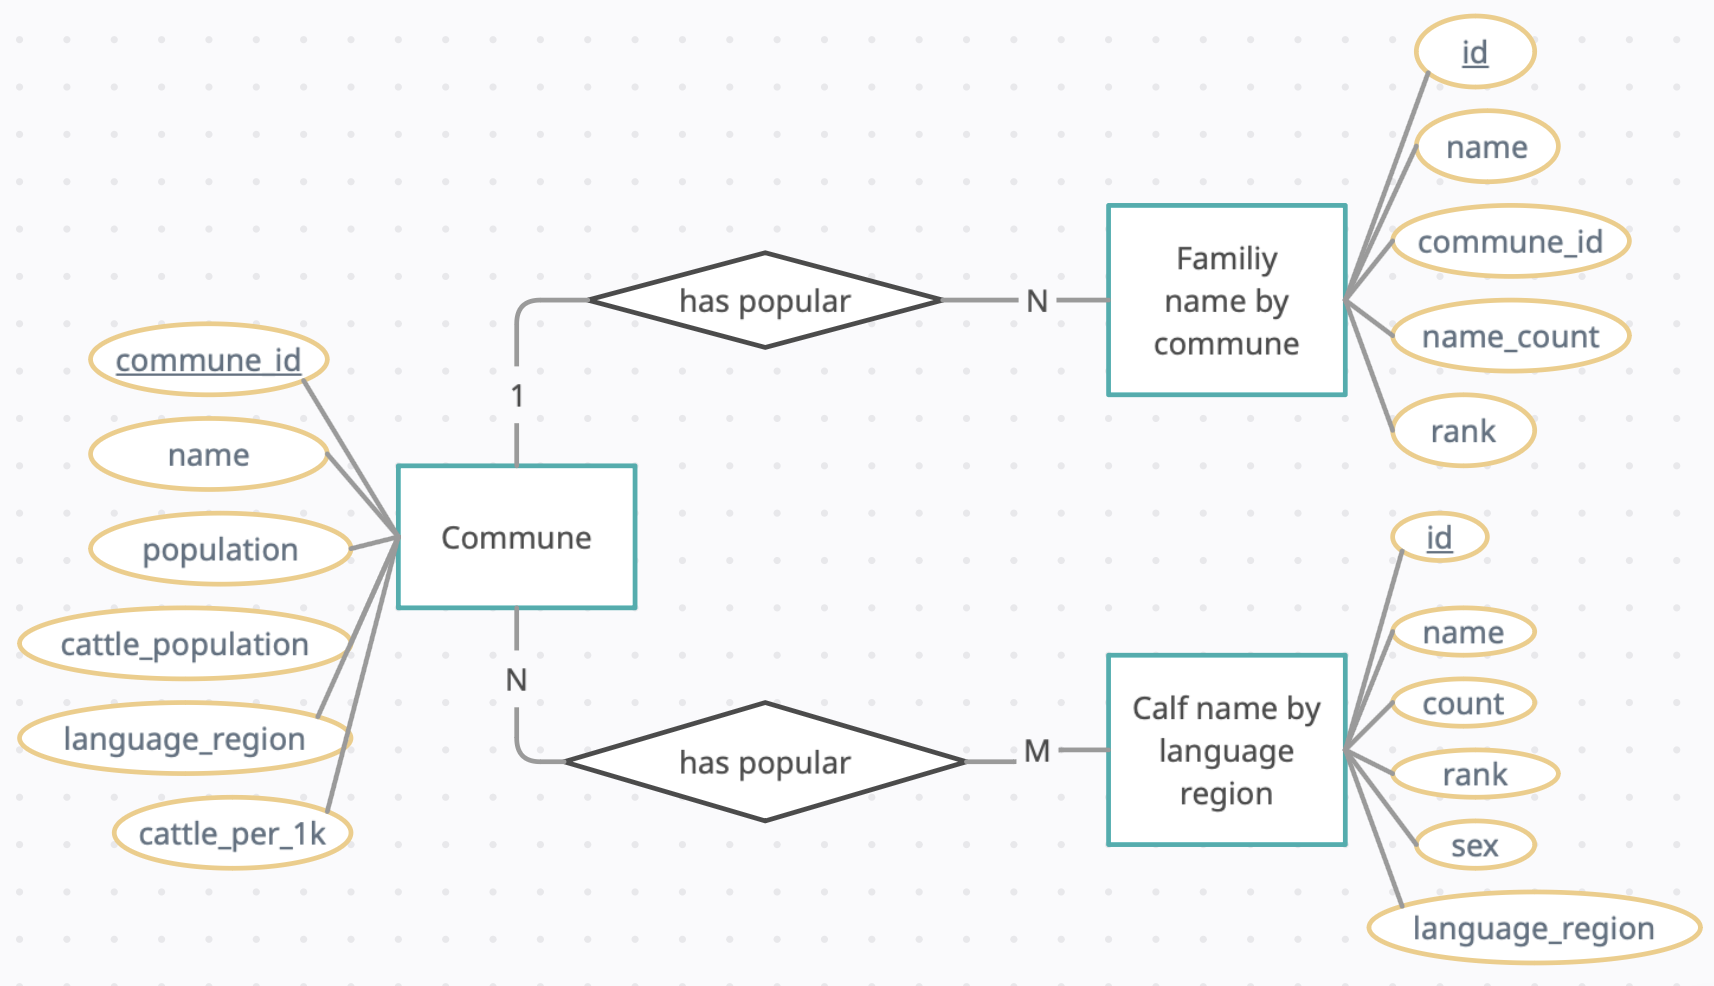 commune_id
name
population
cattle_population
language_region
cattle_per_1k
Commune
1
has popular
N
Familiy
name by
commune
id
name
commune_id
name_count
rank
N
has popular
M
Calf name by
language
region
id
name
count
rank
sex
language_region